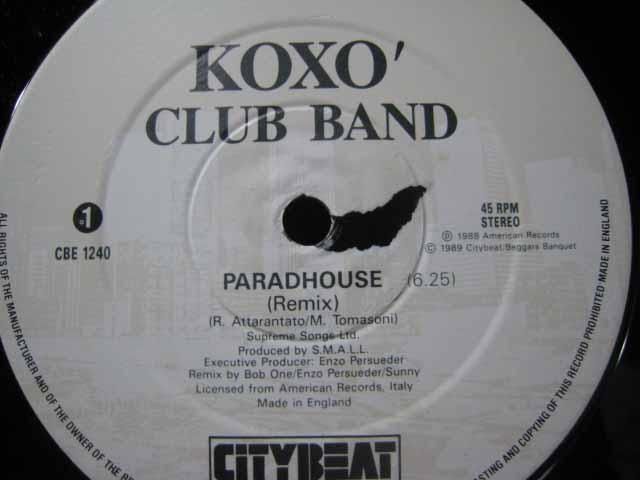 KOXO'
CLUB BAND
1
CBE 1240
45 RPM
STEREO
℗ 1988 American Records
© 1989 Citybeat/Beggars Banquet
PARADHOUSE (6.25)
(Remix)
(R. Attarantato/M. Tomasoni)
Supreme Songs Ltd.
Produced by S.M.A.L.L.
Executive Producer: Enzo Persueder
Remix by Bob One/Enzo Persueder/Sunny
Licensed from American Records, Italy
Made in England
CITYBEAT
ALL RIGHTS OF THE MANUFACTURER AND OF THE OWNER OF THE
COPYING OF THIS RECORD PROHIBITED MADE IN ENGLAND